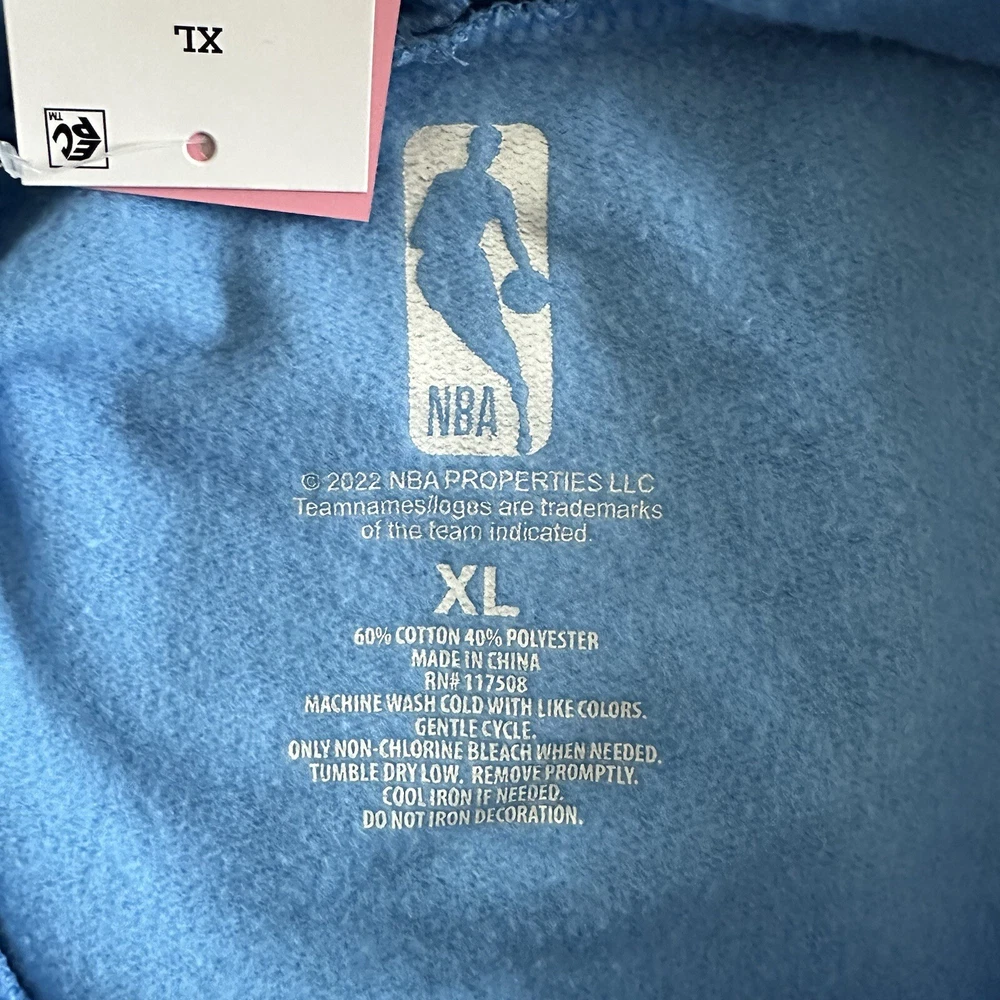 XL
NBA
© 2022 NBA PROPERTIES LLC
Teamnames/logos are trademarks
of the team indicated.
XL
60% COTTON 40% POLYESTER
MADE IN CHINA
RN# 117508
MACHINE WASH COLD WITH LIKE COLORS.
GENTLE CYCLE.
ONLY NON-CHLORINE BLEACH WHEN NEEDED.
TUMBLE DRY LOW. REMOVE PROMPTLY.
COOL IRON IF NEEDED.
DO NOT IRON DECORATION.